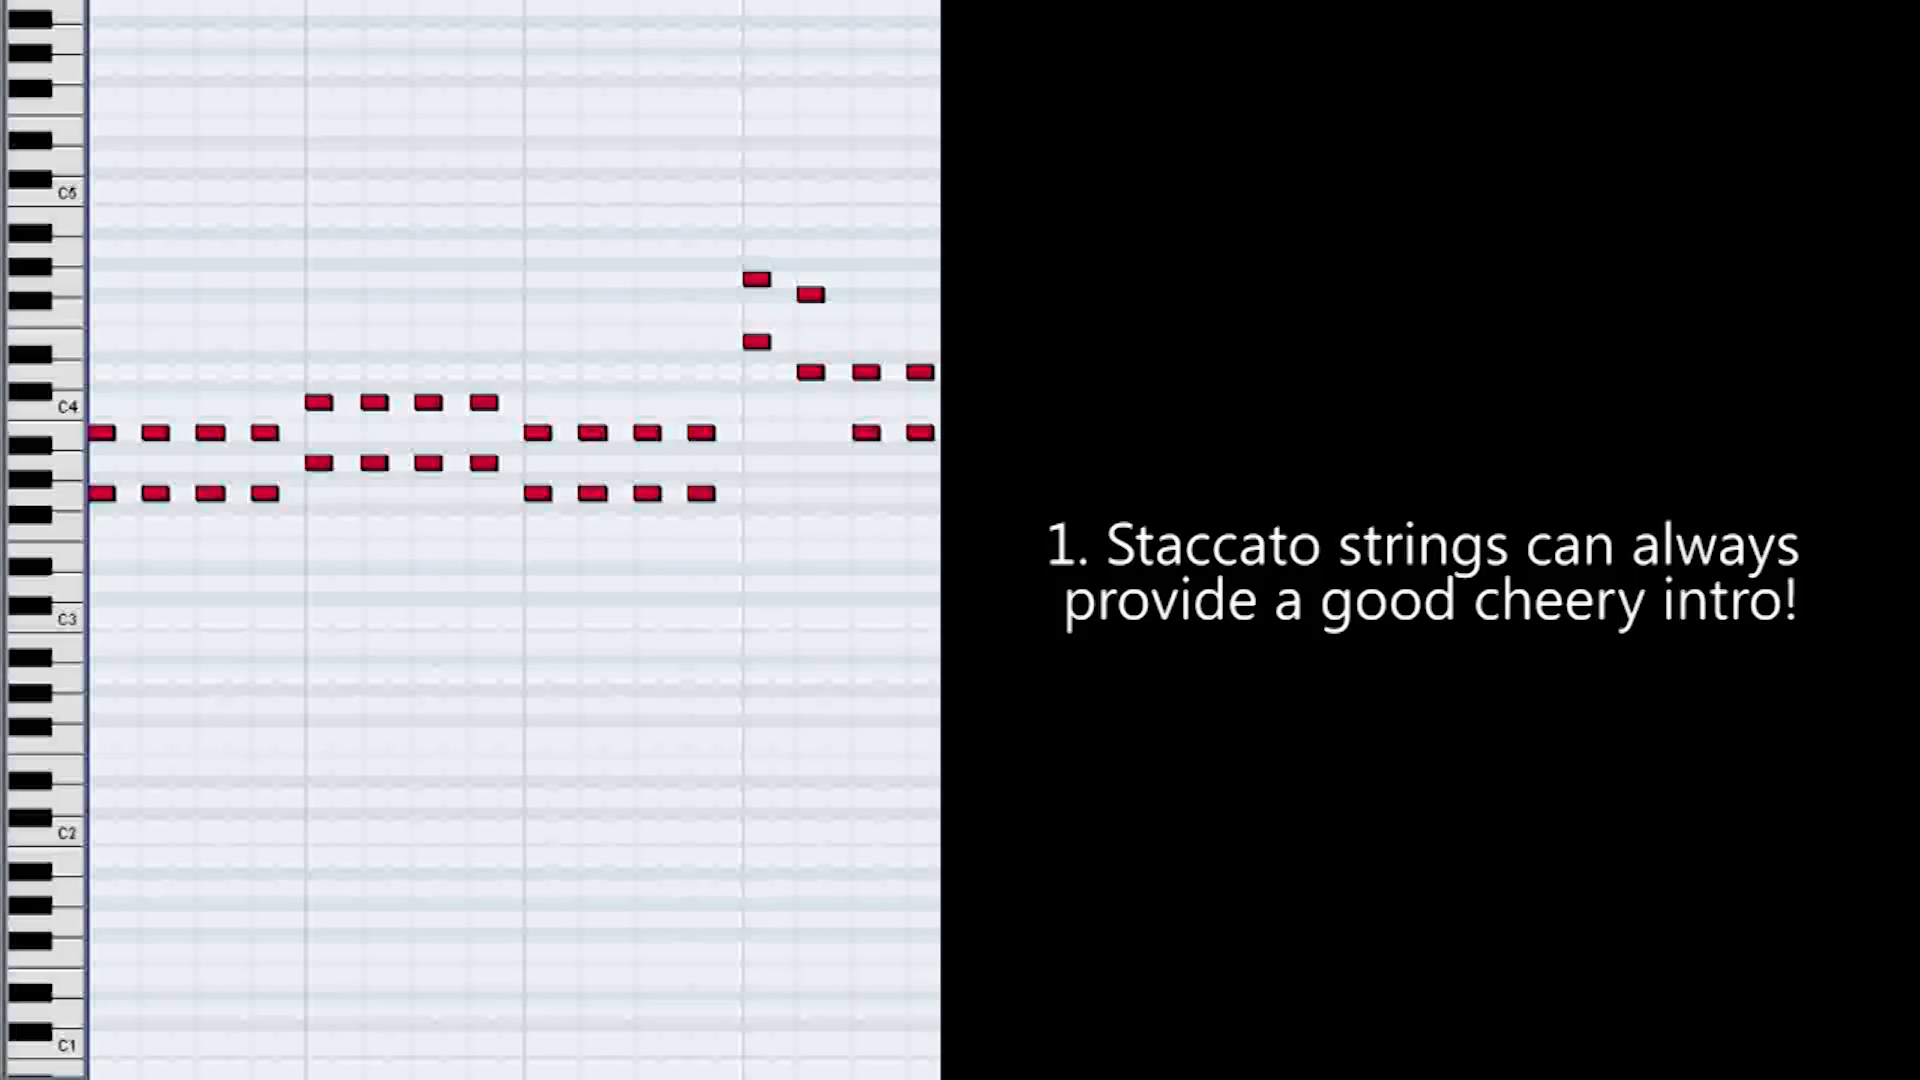 C5
C4
C3
C2
C1
1. Staccato strings can always
provide a good cheery intro!